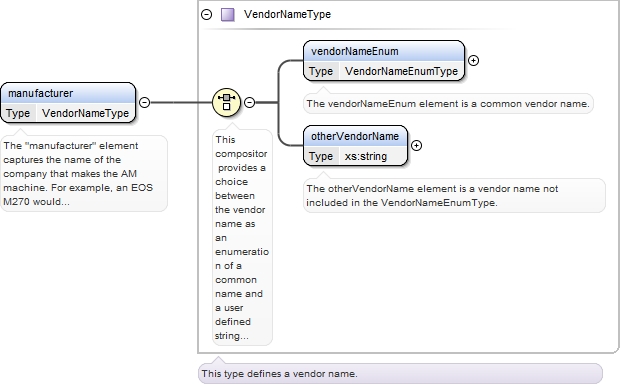 VendorNameType
vendorNameEnum
Type VendorNameEnumType
The vendorNameEnum element is a common vendor name.
manufacturer
Type VendorNameType
The "manufacturer" element
captures the name of the
company that makes the AM
machine. For example, an EOS
M270 would...
This
compositor
provides a
choice
between
the vendor
name as
an
enumeratio
n of a
common
name and
a user
defined
string...
otherVendorName
Type xs:string
The otherVendorName element is a vendor name not
included in the VendorNameEnumType.
This type defines a vendor name.